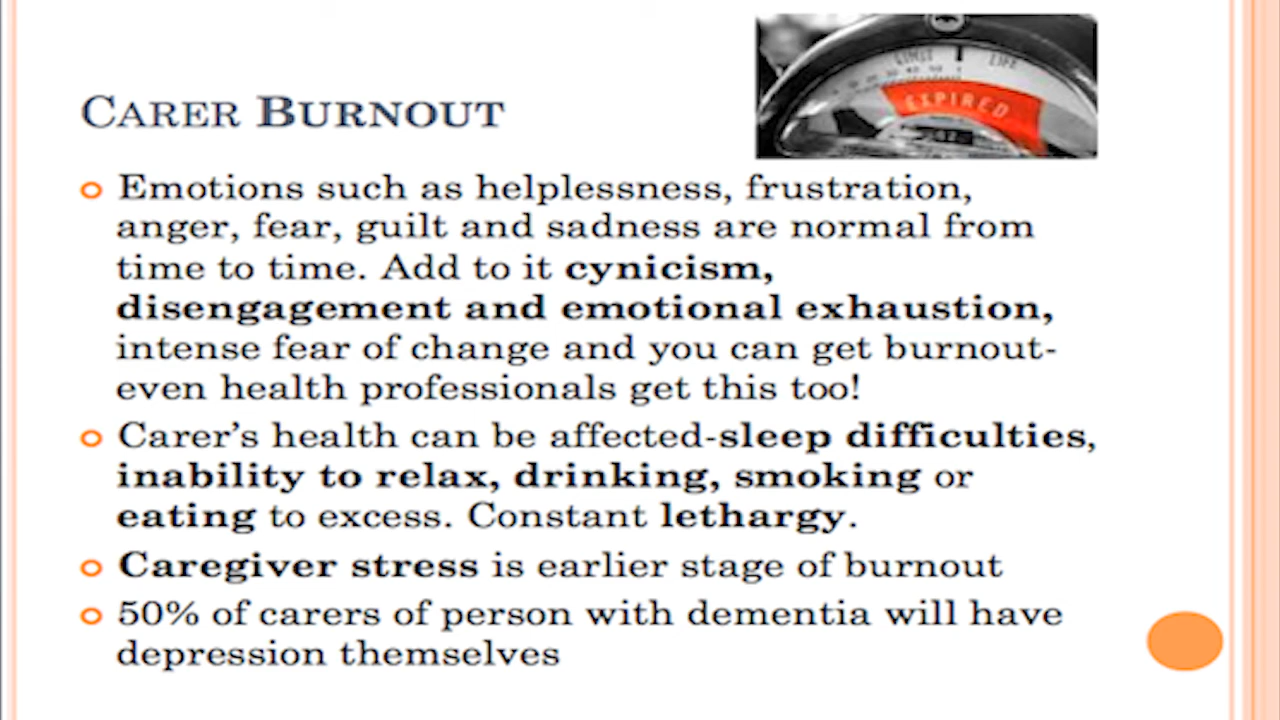 LIMIT
LIFE
EXPIRED
CARER BURNOUT
Emotions such as helplessness, frustration,
anger, fear, guilt and sadness are normal from
time to time. Add to it cynicism,
disengagement and emotional exhaustion,
intense fear of change and you can get burnout-
even health professionals get this too!
Carer’s health can be affected-sleep difficulties,
inability to relax, drinking, smoking or
eating to excess. Constant lethargy.
Caregiver stress is earlier stage of burnout
50% of carers of person with dementia will have
depression themselves